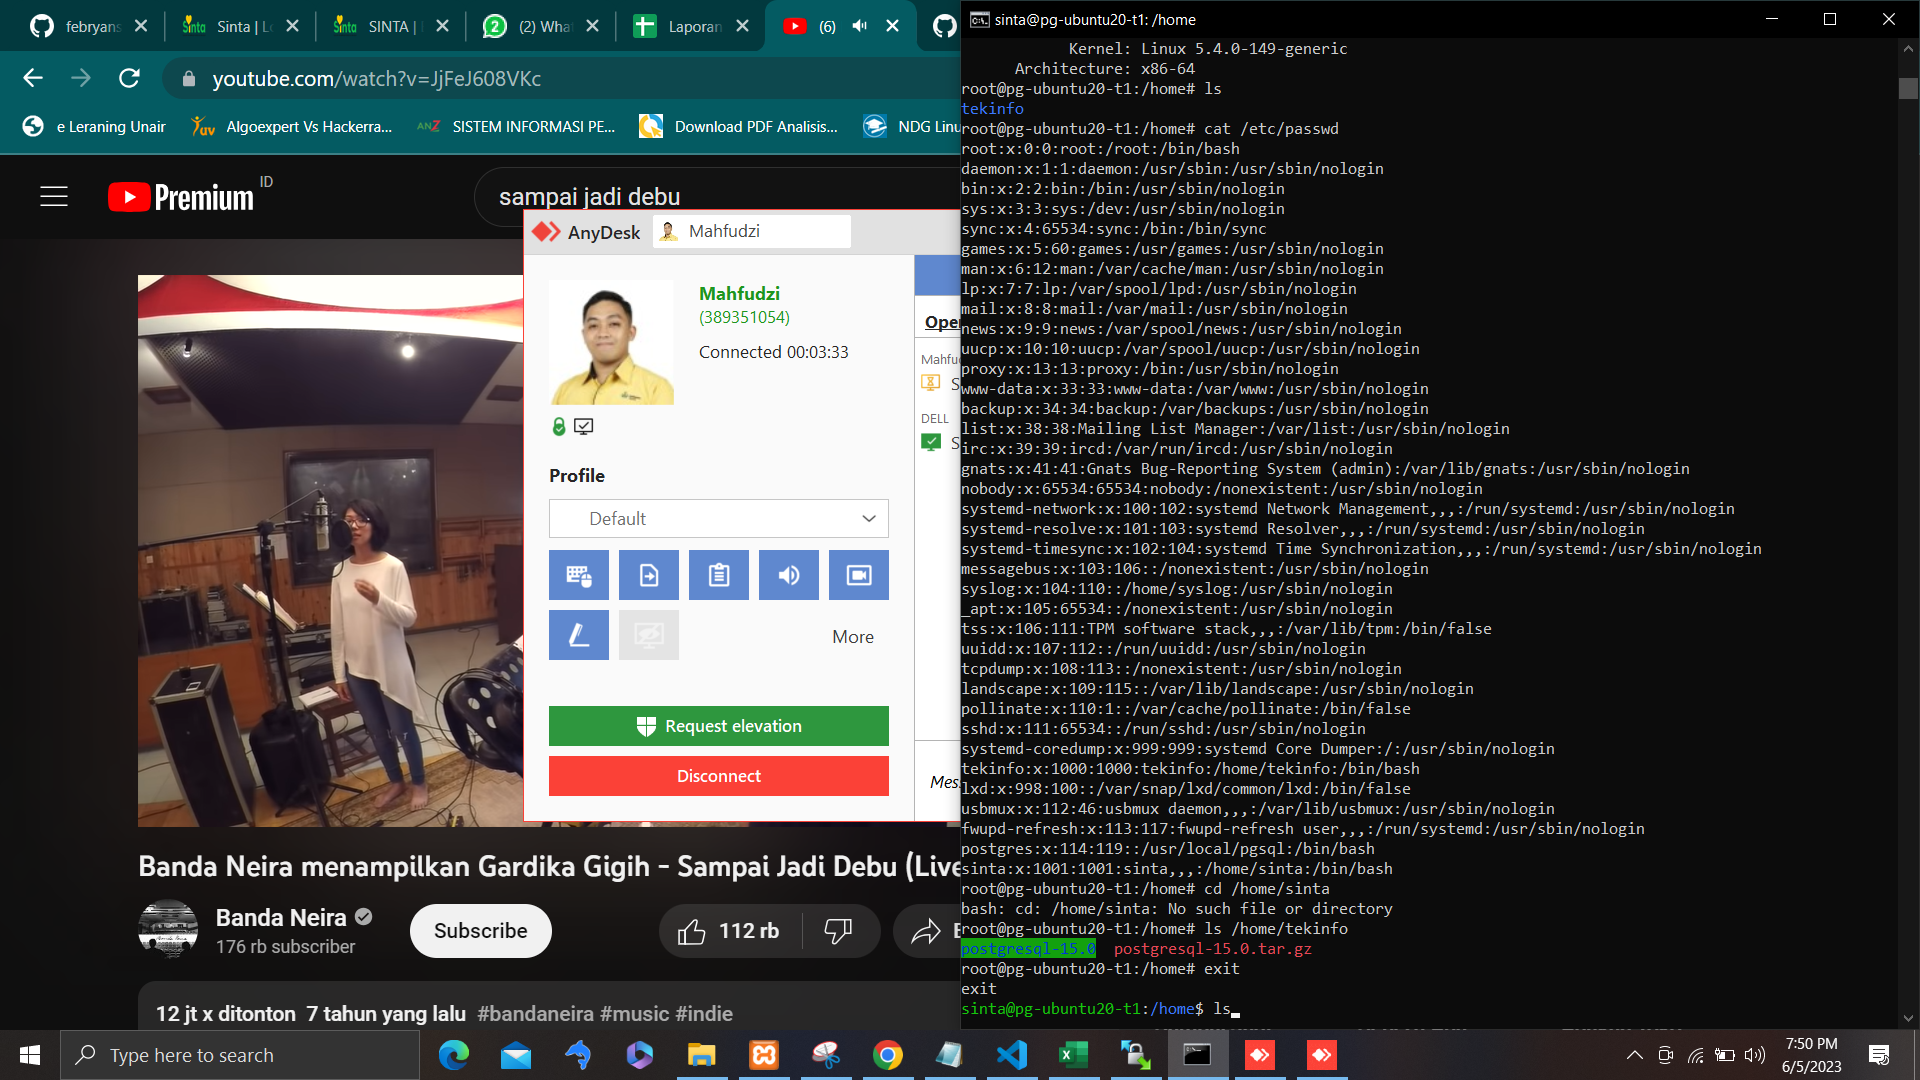 febryans
Sinta | Lo
SINTA |
(2) Wha
Laporan
(6)
youtube.com/watch?v=JjFeJ608VKc
e Leraning Unair
Algoexpert Vs Hackerra...
SISTEM INFORMASI PE...
Download PDF Analisis...
NDG Linu
Premium
ID
sampai jadi debu
AnyDesk
Mahfudzi
Mahfudzi
(389351054)
Connected 00:03:33
Profile
Default
More
Request elevation
Disconnect
Open
Mahfud
S
DELL
S
Mes
Banda Neira menampilkan Gardika Gigih - Sampai Jadi Debu (Live
Banda Neira
176 rb subscriber
Subscribe
112 rb
12 jt x ditonton 7 tahun yang lalu #bandaneira #music #indie
sinta@pg-ubuntu20-t1: /home
Kernel: Linux 5.4.0-149-generic
Architecture: x86-64
root@pg-ubuntu20-t1:/home# ls
tekinfo
root@pg-ubuntu20-t1:/home# cat /etc/passwd
root:x:0:0:root:/root:/bin/bash
daemon:x:1:1:daemon:/usr/sbin:/usr/sbin/nologin
bin:x:2:2:bin:/bin:/usr/sbin/nologin
sys:x:3:3:sys:/dev:/usr/sbin/nologin
sync:x:4:65534:sync:/bin:/bin/sync
games:x:5:60:games:/usr/games:/usr/sbin/nologin
man:x:6:12:man:/var/cache/man:/usr/sbin/nologin
lp:x:7:7:lp:/var/spool/lpd:/usr/sbin/nologin
mail:x:8:8:mail:/var/mail:/usr/sbin/nologin
news:x:9:9:news:/var/spool/news:/usr/sbin/nologin
uucp:x:10:10:uucp:/var/spool/uucp:/usr/sbin/nologin
proxy:x:13:13:proxy:/bin:/usr/sbin/nologin
www-data:x:33:33:www-data:/var/www:/usr/sbin/nologin
backup:x:34:34:backup:/var/backups:/usr/sbin/nologin
list:x:38:38:Mailing List Manager:/var/list:/usr/sbin/nologin
irc:x:39:39:ircd:/var/run/ircd:/usr/sbin/nologin
gnats:x:41:41:Gnats Bug-Reporting System (admin):/var/lib/gnats:/usr/sbin/nologin
nobody:x:65534:65534:nobody:/nonexistent:/usr/sbin/nologin
systemd-network:x:100:102:systemd Network Management,,,:/run/systemd:/usr/sbin/nologin
systemd-resolve:x:101:103:systemd Resolver,,,:/run/systemd:/usr/sbin/nologin
systemd-timesync:x:102:104:systemd Time Synchronization,,,:/run/systemd:/usr/sbin/nologin
messagebus:x:103:106::/nonexistent:/usr/sbin/nologin
syslog:x:104:110::/home/syslog:/usr/sbin/nologin
_apt:x:105:65534::/nonexistent:/usr/sbin/nologin
tss:x:106:111:TPM software stack,,,:/var/lib/tpm:/bin/false
uuidd:x:107:112::/run/uuidd:/usr/sbin/nologin
tcpdump:x:108:113::/nonexistent:/usr/sbin/nologin
landscape:x:109:115::/var/lib/landscape:/usr/sbin/nologin
pollinate:x:110:1::/var/cache/pollinate:/bin/false
sshd:x:111:65534::/run/sshd:/usr/sbin/nologin
systemd-coredump:x:999:999:systemd Core Dumper:/:/usr/sbin/nologin
tekinfo:x:1000:1000:tekinfo:/home/tekinfo:/bin/bash
lxd:x:998:100::/var/snap/lxd/common/lxd:/bin/false
usbmux:x:112:46:usbmux daemon,,,:/var/lib/usbmux:/usr/sbin/nologin
fwupd-refresh:x:113:117:fwupd-refresh user,,,:/run/systemd:/usr/sbin/nologin
postgres:x:114:119::/usr/local/pgsql:/bin/bash
sinta:x:1001:1001:sinta,,,:/home/sinta:/bin/bash
root@pg-ubuntu20-t1:/home# cd /home/sinta
bash: cd: /home/sinta: No such file or directory
root@pg-ubuntu20-t1:/home# ls /home/tekinfo
postgresql-15.0 postgresql-15.0.tar.gz
root@pg-ubuntu20-t1:/home# exit
exit
sinta@pg-ubuntu20-t1:/home$ ls
Type here to search
7:50 PM
6/5/2023